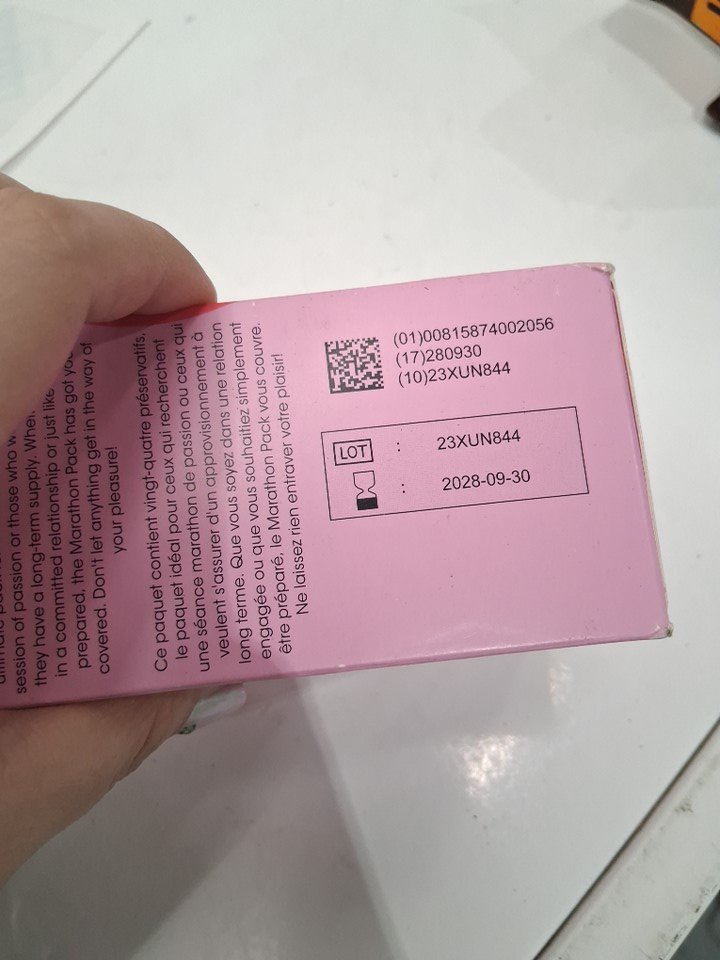 session of passion or those who
they have a long-term supply.
in a committed relationship or just like
prepared, the Marathon Pack has got
covered. Don't let anything get in the way of
your pleasure!
Ce paquet contient vingt-quatre préservatifs,
le paquet idéal pour ceux qui recherchent
une séance marathon de passion ou ceux qui
veulent s'assurer d'un approvisionnement à
long terme. Que vous soyez dans une relation
engagée ou que vous souhaitiez simplement
être préparé, le Marathon Pack vous couvre.
Ne laissez rien entraver votre plaisir!
(01)00815874002056
(17)280930
(10)23XUN844
LOT : 23XUN844
: 2028-09-30